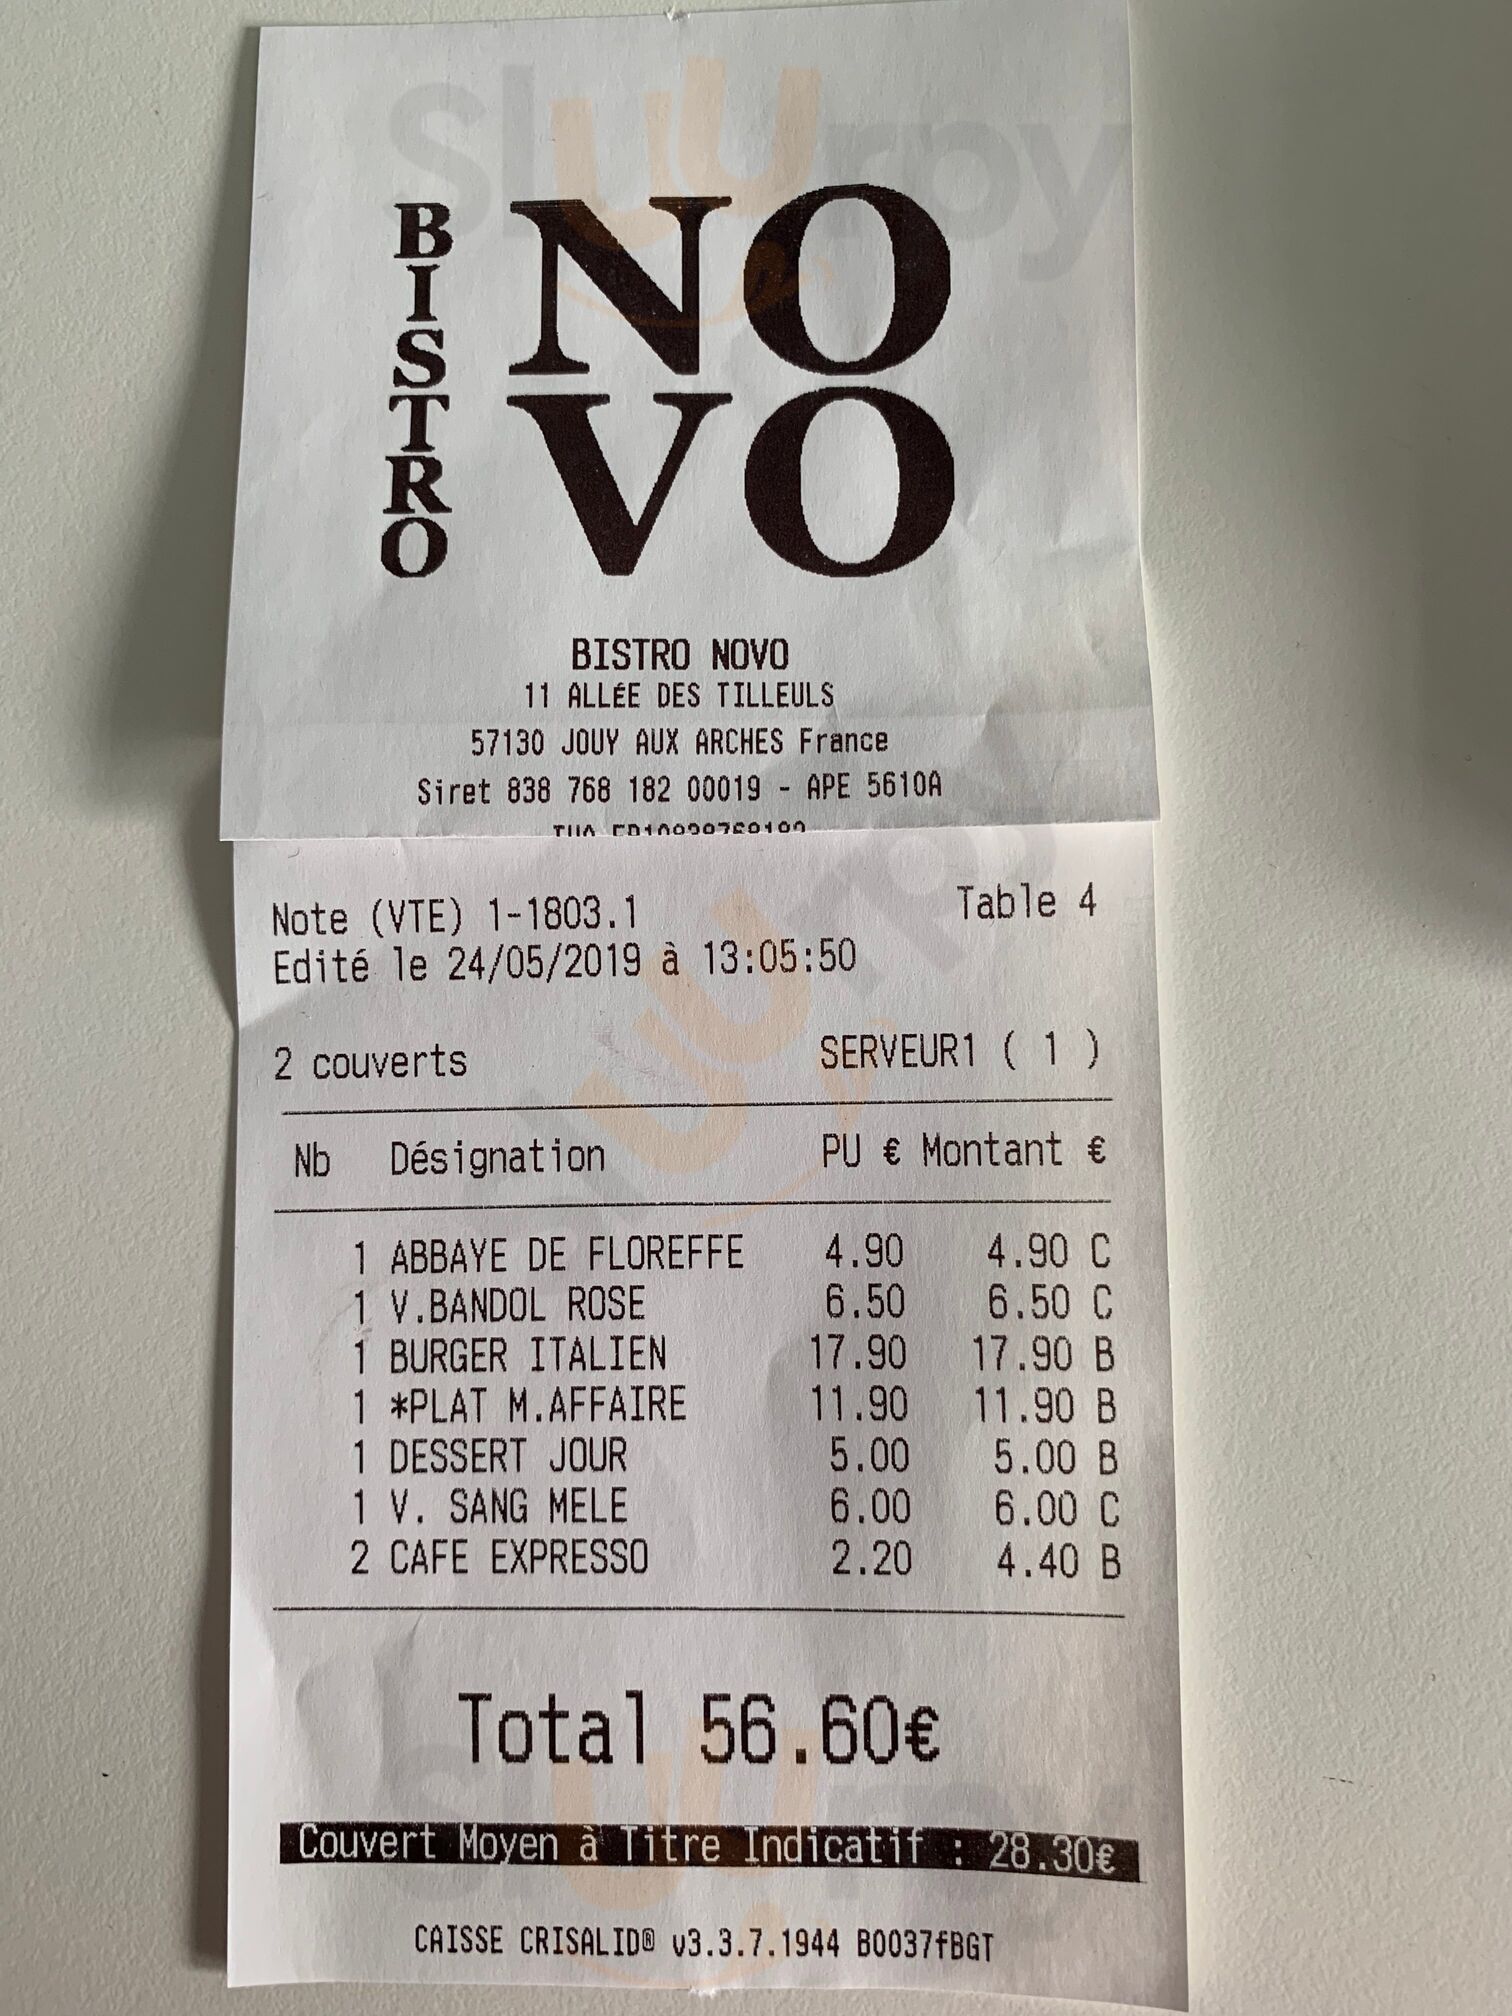 Sluurpy
BISTRO
NO
VO
BISTRO NOVO
11 ALLÉE DES TILLEULS
57130 JOUY AUX ARCHES France
Siret 838 768 182 00019 - APE 5610A
Note (VTE) 1-1803.1 Table 4
Edité le 24/05/2019 à 13:05:50
2 couverts SERVEUR1 ( 1 )
Nb Désignation PU € Montant €
1 ABBAYE DE FLOREFFE 4.90 4.90 C
1 V.BANDOL ROSE 6.50 6.50 C
1 BURGER ITALIEN 17.90 17.90 B
1 *PLAT M.AFFAIRE 11.90 11.90 B
1 DESSERT JOUR 5.00 5.00 B
1 V. SANG MELE 6.00 6.00 C
2 CAFE EXPRESSO 2.20 4.40 B
Total 56.60€
Couvert Moyen à Titre Indicatif : 28.30€
CAISSE CRISALID® v3.3.7.1944 B0037fBGT